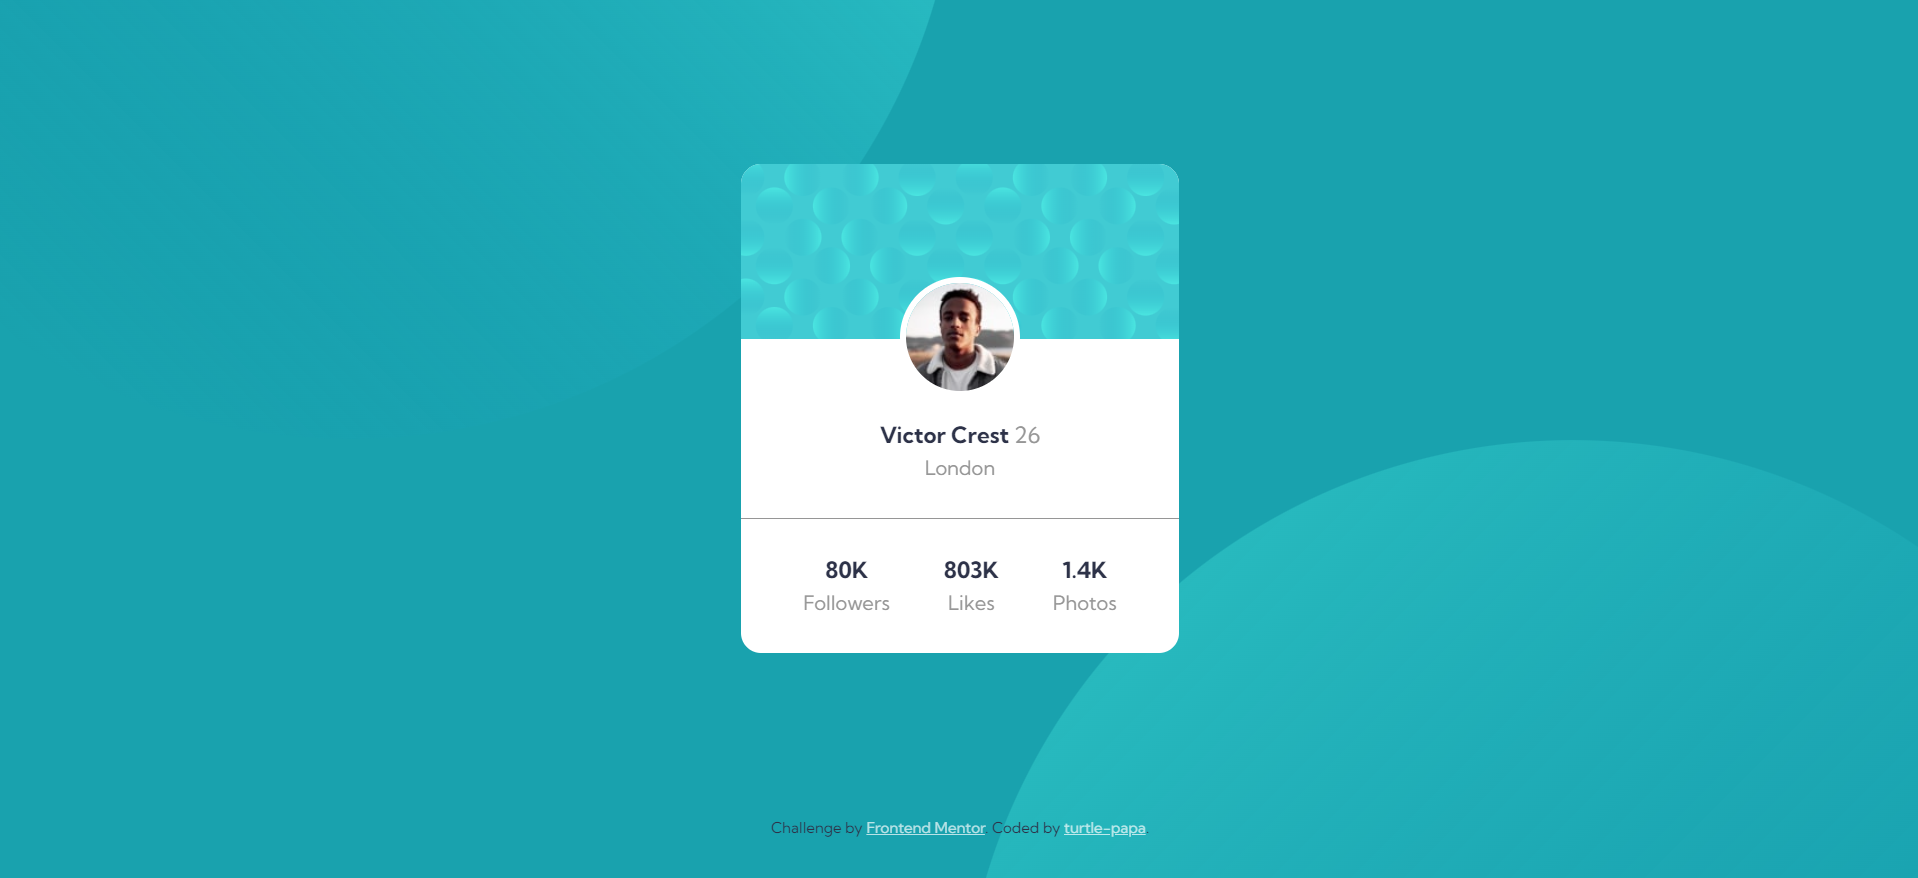 Victor Crest 26
London
80K 803K 1.4K
Followers Likes Photos
Challenge by Frontend Mentor. Coded by turtle-papa.